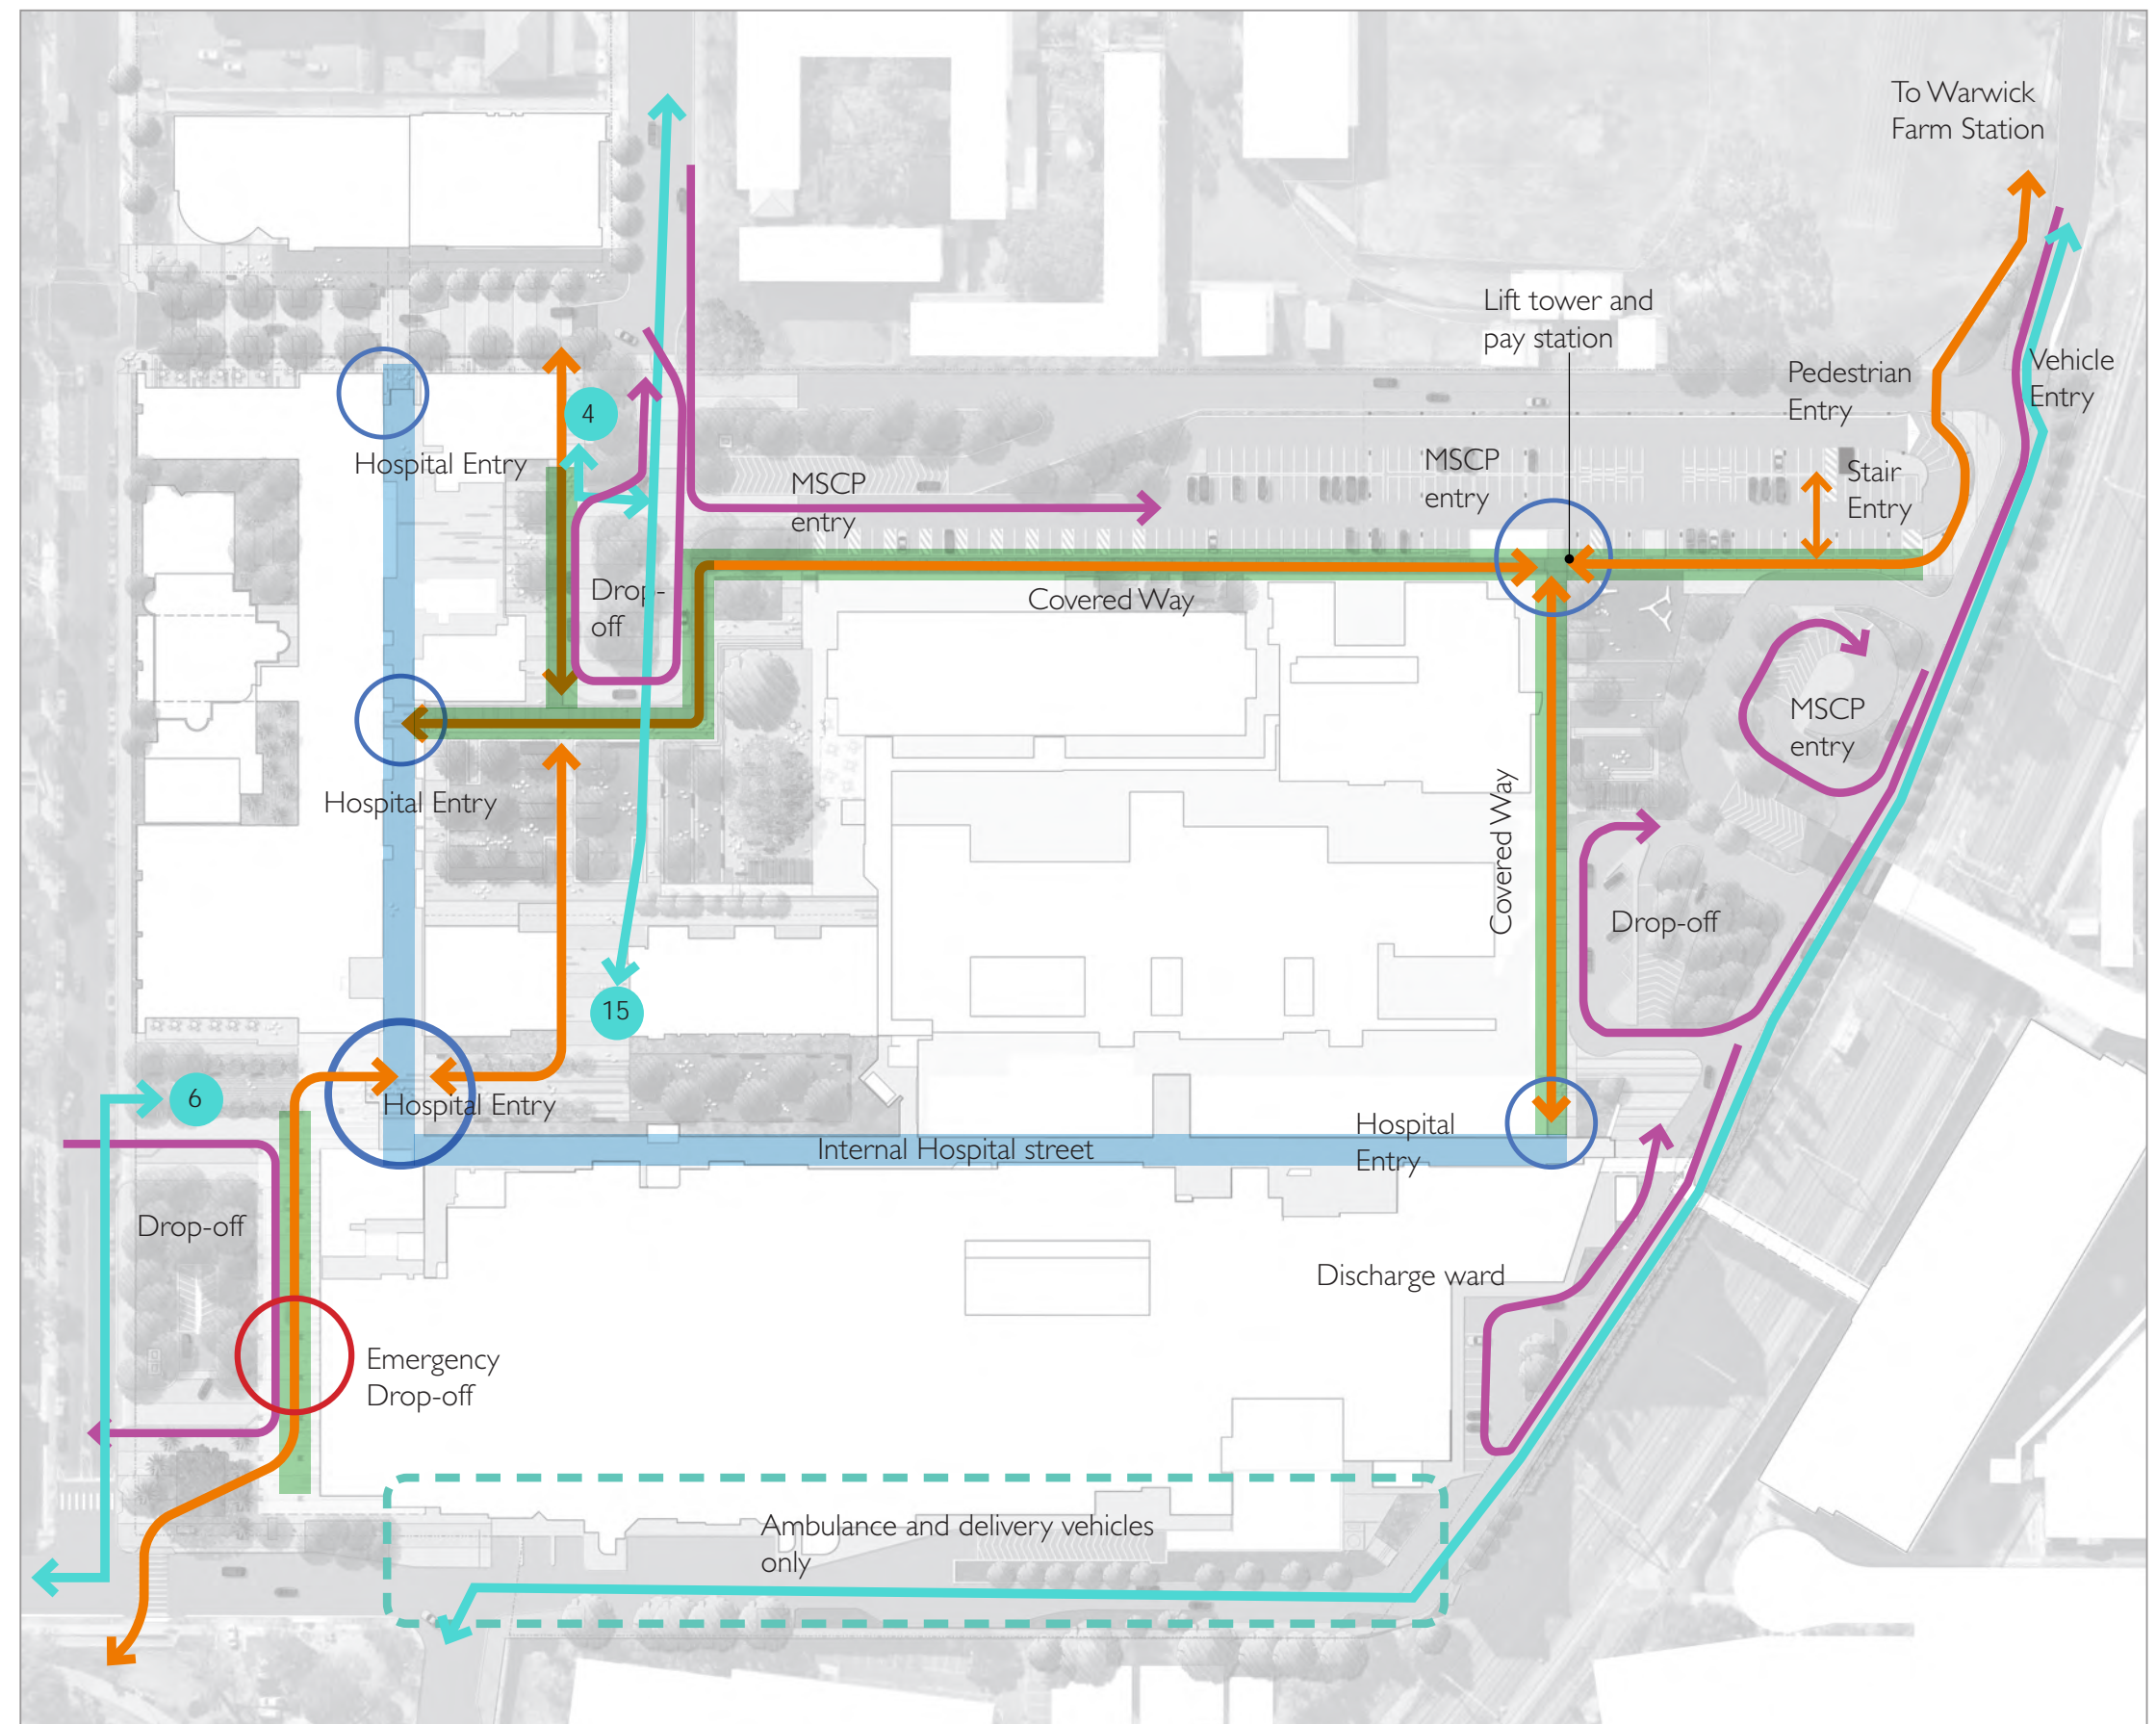 To Warwick
Farm Station
Lift tower and
pay station
Vehicle
Entry
Pedestrian
Entry
4
Hospital Entry
MSCP
entry
MSCP
entry
Stair
Entry
Drop-
off
Covered Way
MSCP
entry
Hospital Entry
Covered Way
Drop-off
15
6
Hospital Entry
Hospital
Entry
Internal Hospital street
Drop-off
Discharge ward
Emergency
Drop-off
Ambulance and delivery vehicles
only